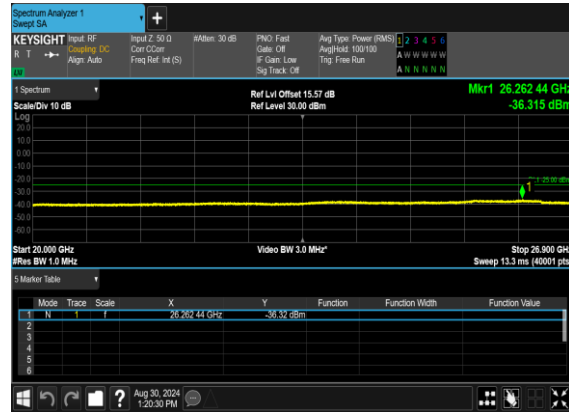 Spectrum Analyzer 1
Swept SA
KEYSIGHT Input: RF Input Z: 50 Ω #Atten: 30 dB PNO: Fast Avg Type: Power (RMS) 1 2 3 4 5 6
R T Coupling: DC Corr CCorr Gate: Off Avg|Hold: 100/100 A W W W W W
Align: Auto Freq Ref: Int (S) IF Gain: Low Trig: Free Run
Sig Track: Off A N N N N N
1 Spectrum Ref Lvl Offset 15.57 dB Mkr1 26.262 44 GHz
Scale/Div 10 dB Ref Level 30.00 dBm -36.315 dBm
Log
20.0
10.0
0.00
-10.0
-20.0
-30.0
-40.0
-50.0
-60.0
1 -25.00 dBm
1
Start 20.000 GHz Video BW 3.0 MHz* Stop 26.900 GHz
#Res BW 1.0 MHz Sweep 13.3 ms (40001 pts)
5 Marker Table
Mode Trace Scale X Y Function Function Width Function Value
1 N 1 f 26.262 44 GHz -36.32 dBm
2
3
4
5
6
? Aug 30, 2024
1:20:30 PM